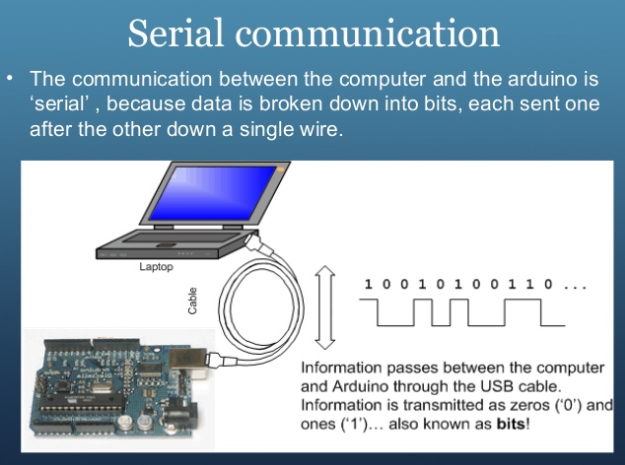 Serial communication
• The communication between the computer and the arduino is
‘serial’ , because data is broken down into bits, each sent one
after the other down a single wire.
Laptop
Cable
1 0 0 1 0 1 0 0 1 1 0 ...
Information passes between the computer
and Arduino through the USB cable.
Information is transmitted as zeros (‘0’) and
ones (‘1’)… also known as bits!